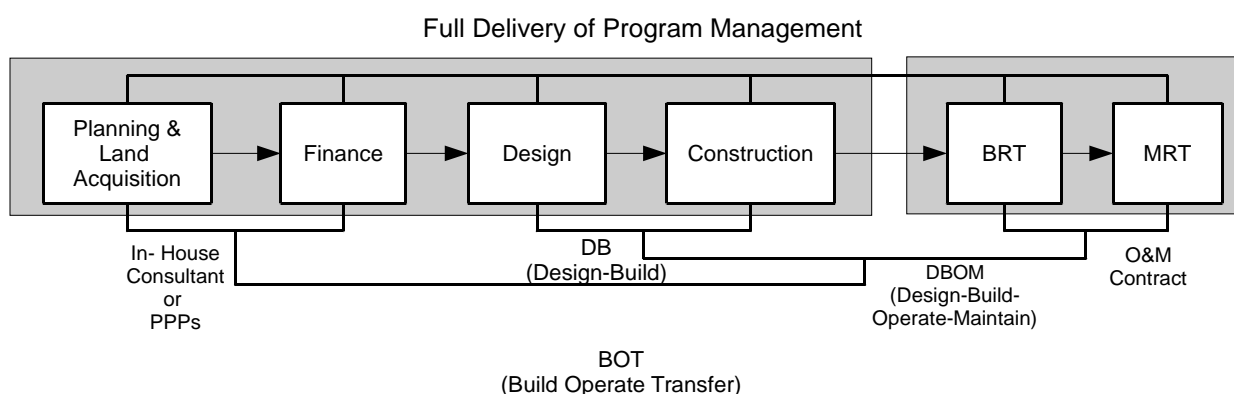 Full Delivery of Program Management
Planning &
Land
Acquisition
Finance
Design
Construction
BRT
MRT
In- House
Consultant
or
PPPs
DB
(Design-Build)
DBOM
(Design-Build-
Operate-Maintain)
O&M
Contract
BOT
(Build Operate Transfer)